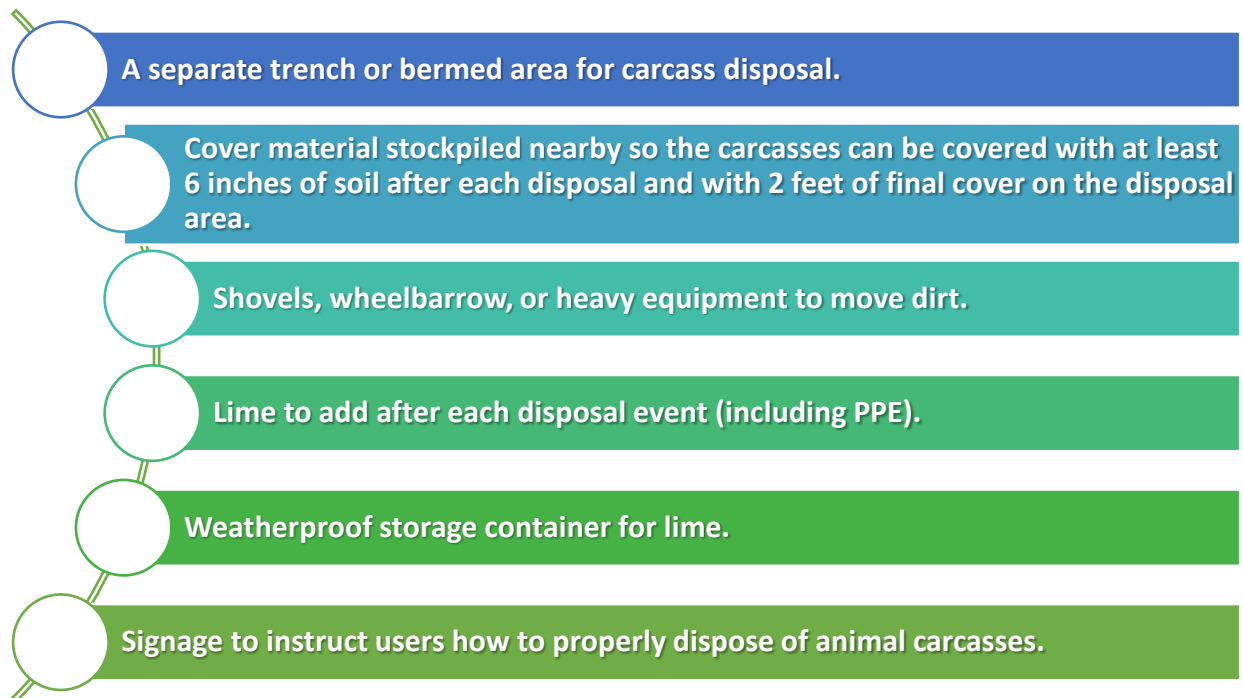 A separate trench or bermed area for carcass disposal.
Cover material stockpiled nearby so the carcasses can be covered with at least
6 inches of soil after each disposal and with 2 feet of final cover on the disposal
area.
Shovels, wheelbarrow, or heavy equipment to move dirt.
Lime to add after each disposal event (including PPE).
Weatherproof storage container for lime.
Signage to instruct users how to properly dispose of animal carcasses.